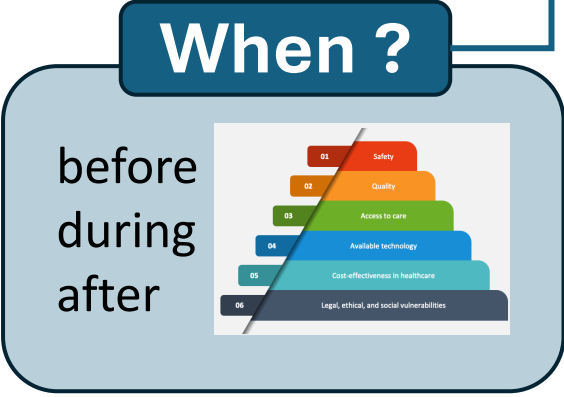 When ?
before
during
after
01 Safety
02 Quality
03 Access to care
04 Available technology
05 Cost-effectiveness in healthcare
06 Legal, ethical, and social vulnerabilities